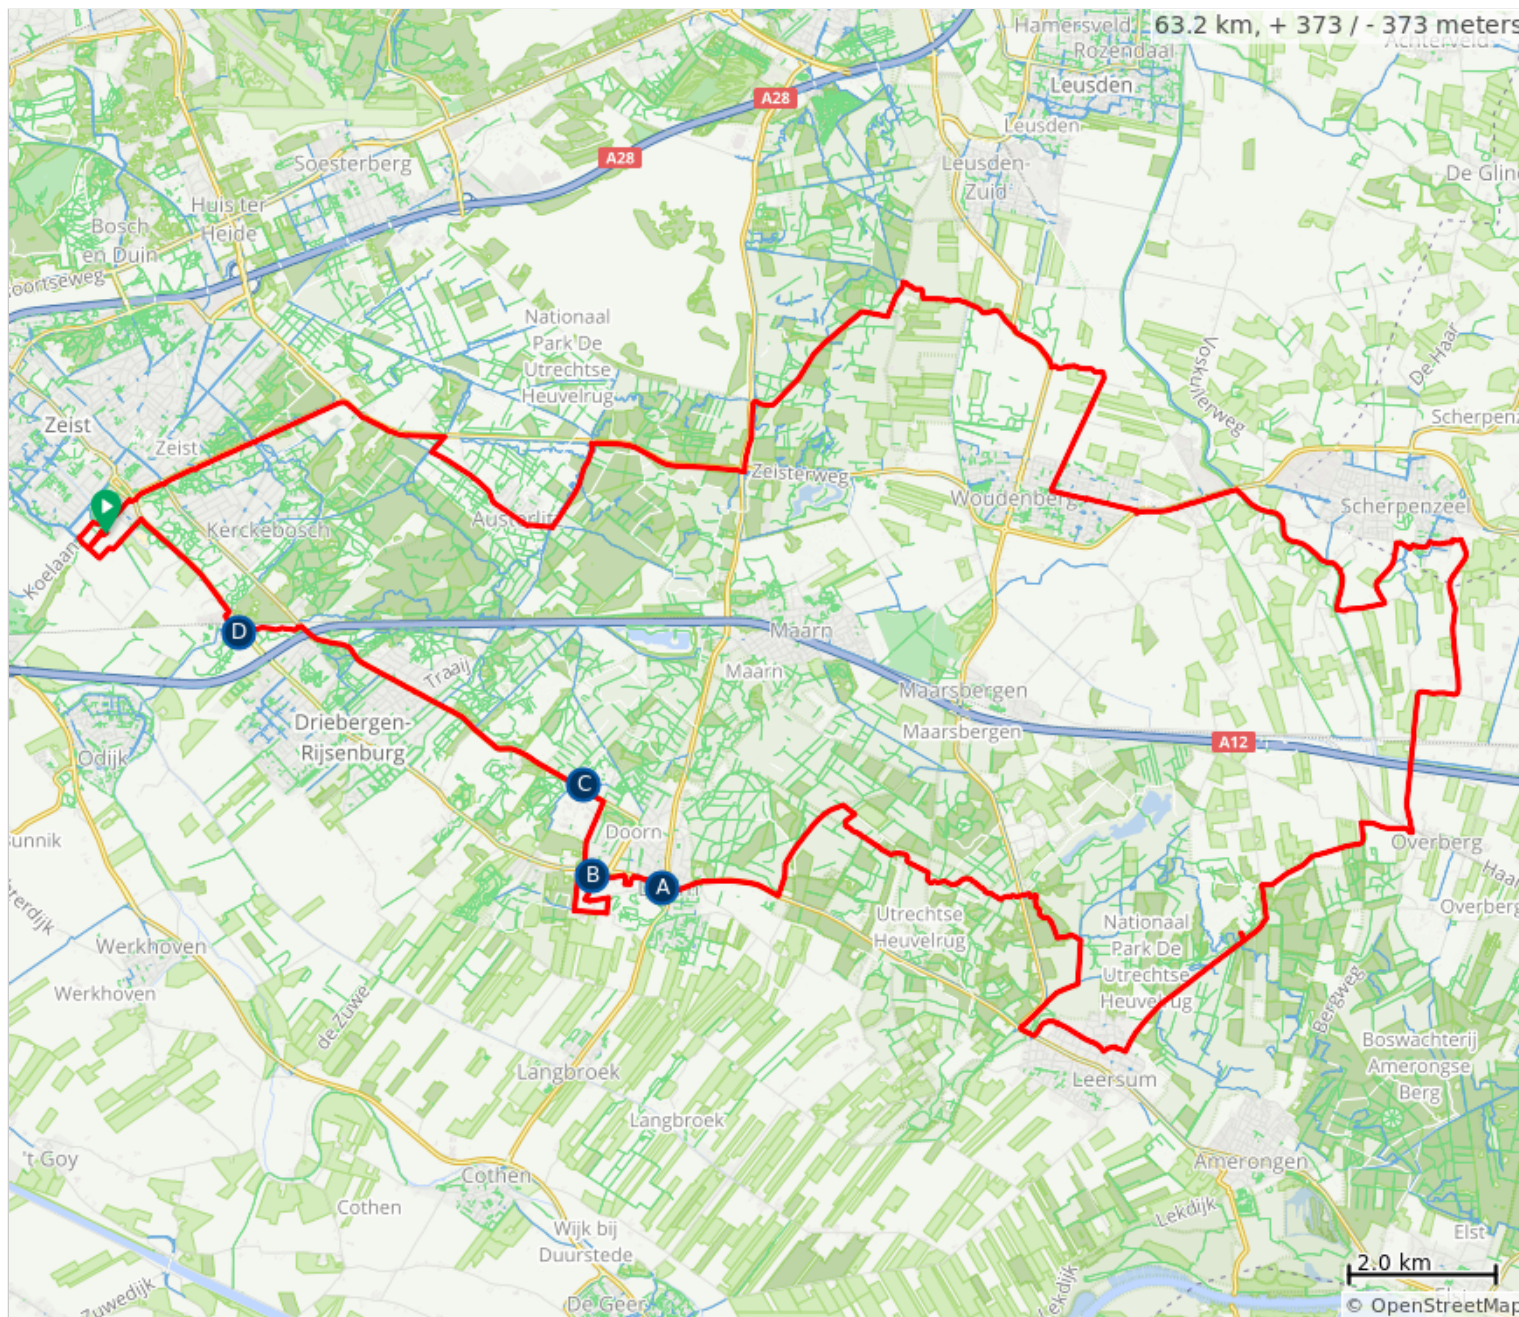 63.2 km, + 373 / - 373 meters
Hamersveld
Rozendaal
Achterveld
Leusden
A28
Leusden
Soesterberg
A28
Leusden-
Zuid
Huis ter
Heide
Bosch
en Duin
Nationaal
Park De
Utrechtse
Heuvelrug
Voskuilerweg
De Haar
Zeist
Zeist
Zeisterweg
Woudenberg
Scherpenzeel
Austerlitz
Kerckebosch
Koelaan
D
Maarn
Maarn
Traaij
Maarsbergen
Maarsbergen
Driebergen-
Rijsenburg
A12
Odijk
C
Doorn
Overberg
B
A
Utrechtse
Heuvelrug
Nationaal
Park De
Utrechtse
Heuvelrug
Werkhoven
Werkhoven
de Zuwe
Bergweg
Boswachterij
Amerongse
Berg
Langbroek
Leersum
Langbroek
't Goy
Cothen
Amerongen
Cothen
Lekdijk
Wijk bij
Duurstede
Elst
2.0 km
Lekdijk
Zuwedijk
De Geer
© OpenStreetMap